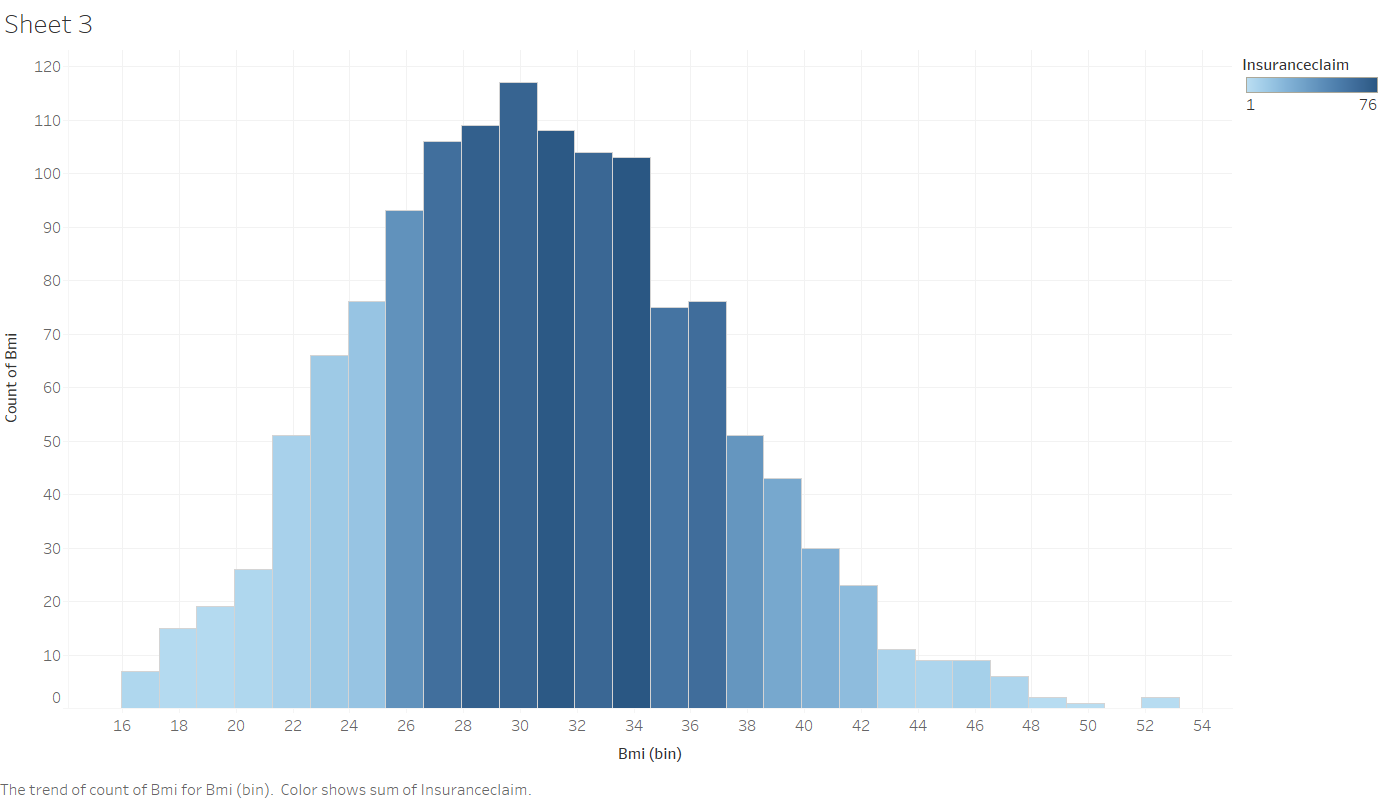 Sheet 3
Insuranceclaim
1 76
120
110
100
90
80
70
60
50
40
30
20
10
0
Count of Bmi
16 18 20 22 24 26 28 30 32 34 36 38 40 42 44 46 48 50 52 54
Bmi (bin)
The trend of count of Bmi for Bmi (bin).  Color shows sum of Insuranceclaim.